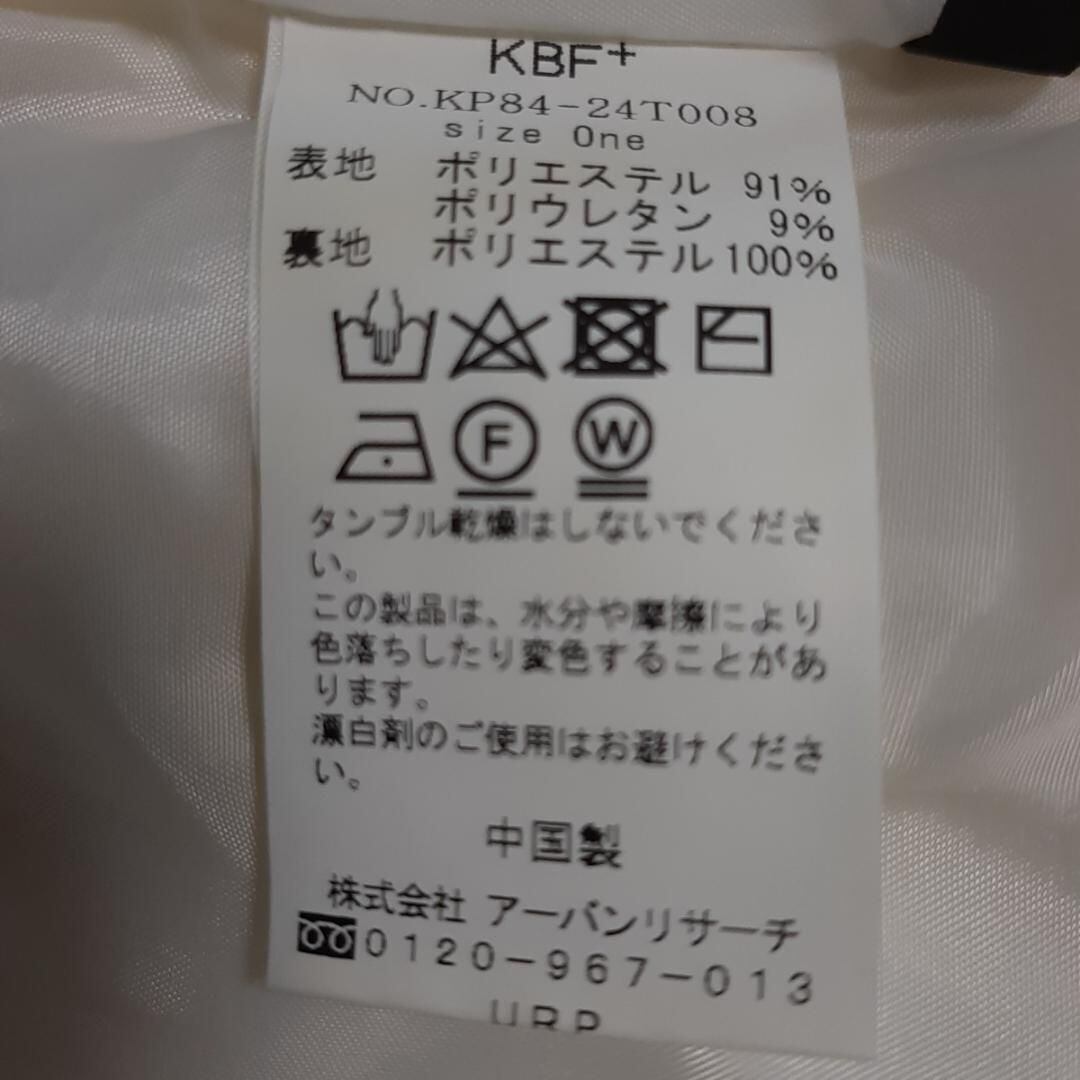 KBF+
NO.KP84-24T008
size One
表地 ポリエステル 91%
ポリウレタン 9%
裏地 ポリエステル100%
F W
タンブル乾燥はしないでくださ
い。
この製品は、水分や摩擦により
色落ちしたり変色することがあ
ります。
漂白剤のご使用はお避けくださ
い。
中国製
株式会社 アーバンリサーチ
0120-967-013